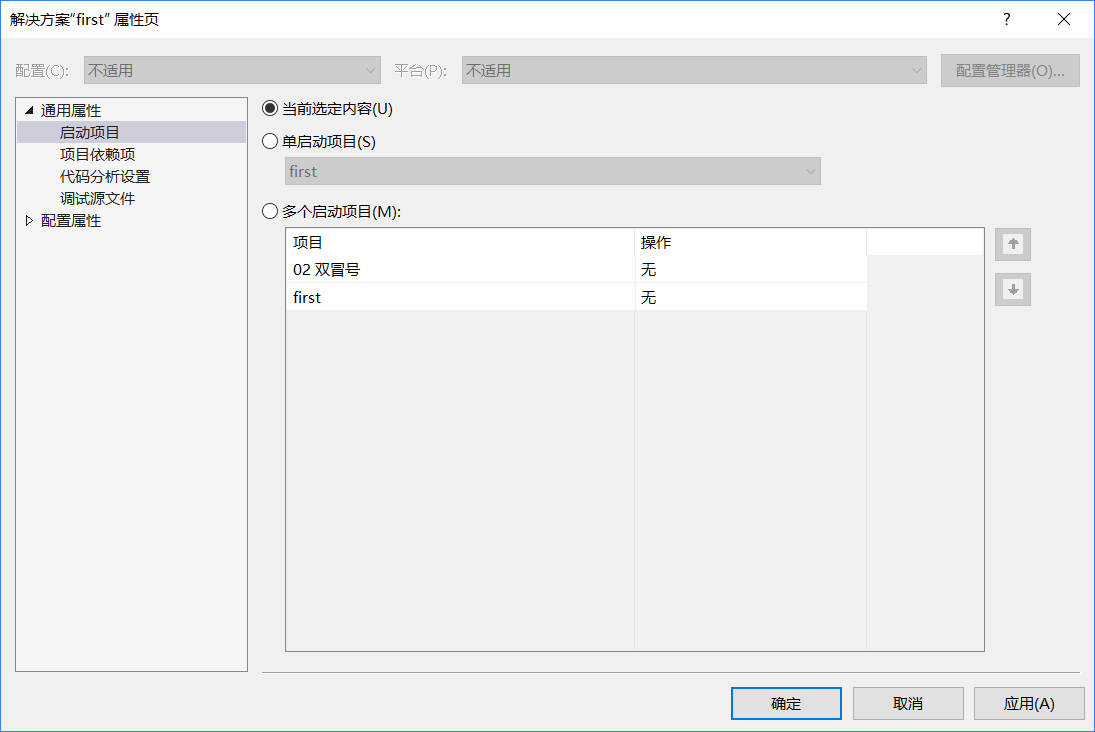 解决方案“first” 属性页
?
配置(C): 不适用 平台(P): 不适用 配置管理器(O)...
通用属性
启动项目
项目依赖项
代码分析设置
调试源文件
配置属性
当前选定内容(U)
单启动项目(S)
first
多个启动项目(M):
项目 操作
02 双冒号 无
first 无
确定 取消 应用(A)